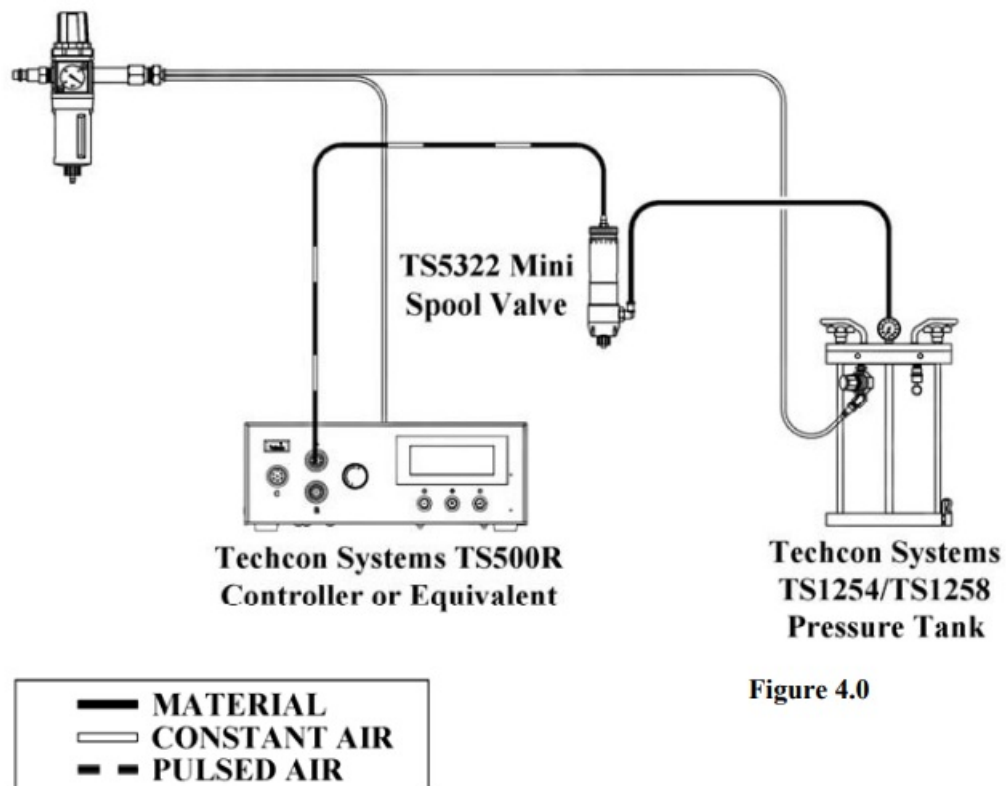 TS5322 Mini
Spool Valve
C
B
Techcon Systems TS500R
Controller or Equivalent
Techcon Systems
TS1254/TS1258
Pressure Tank
Figure 4.0
MATERIAL
CONSTANT AIR
PULSED AIR